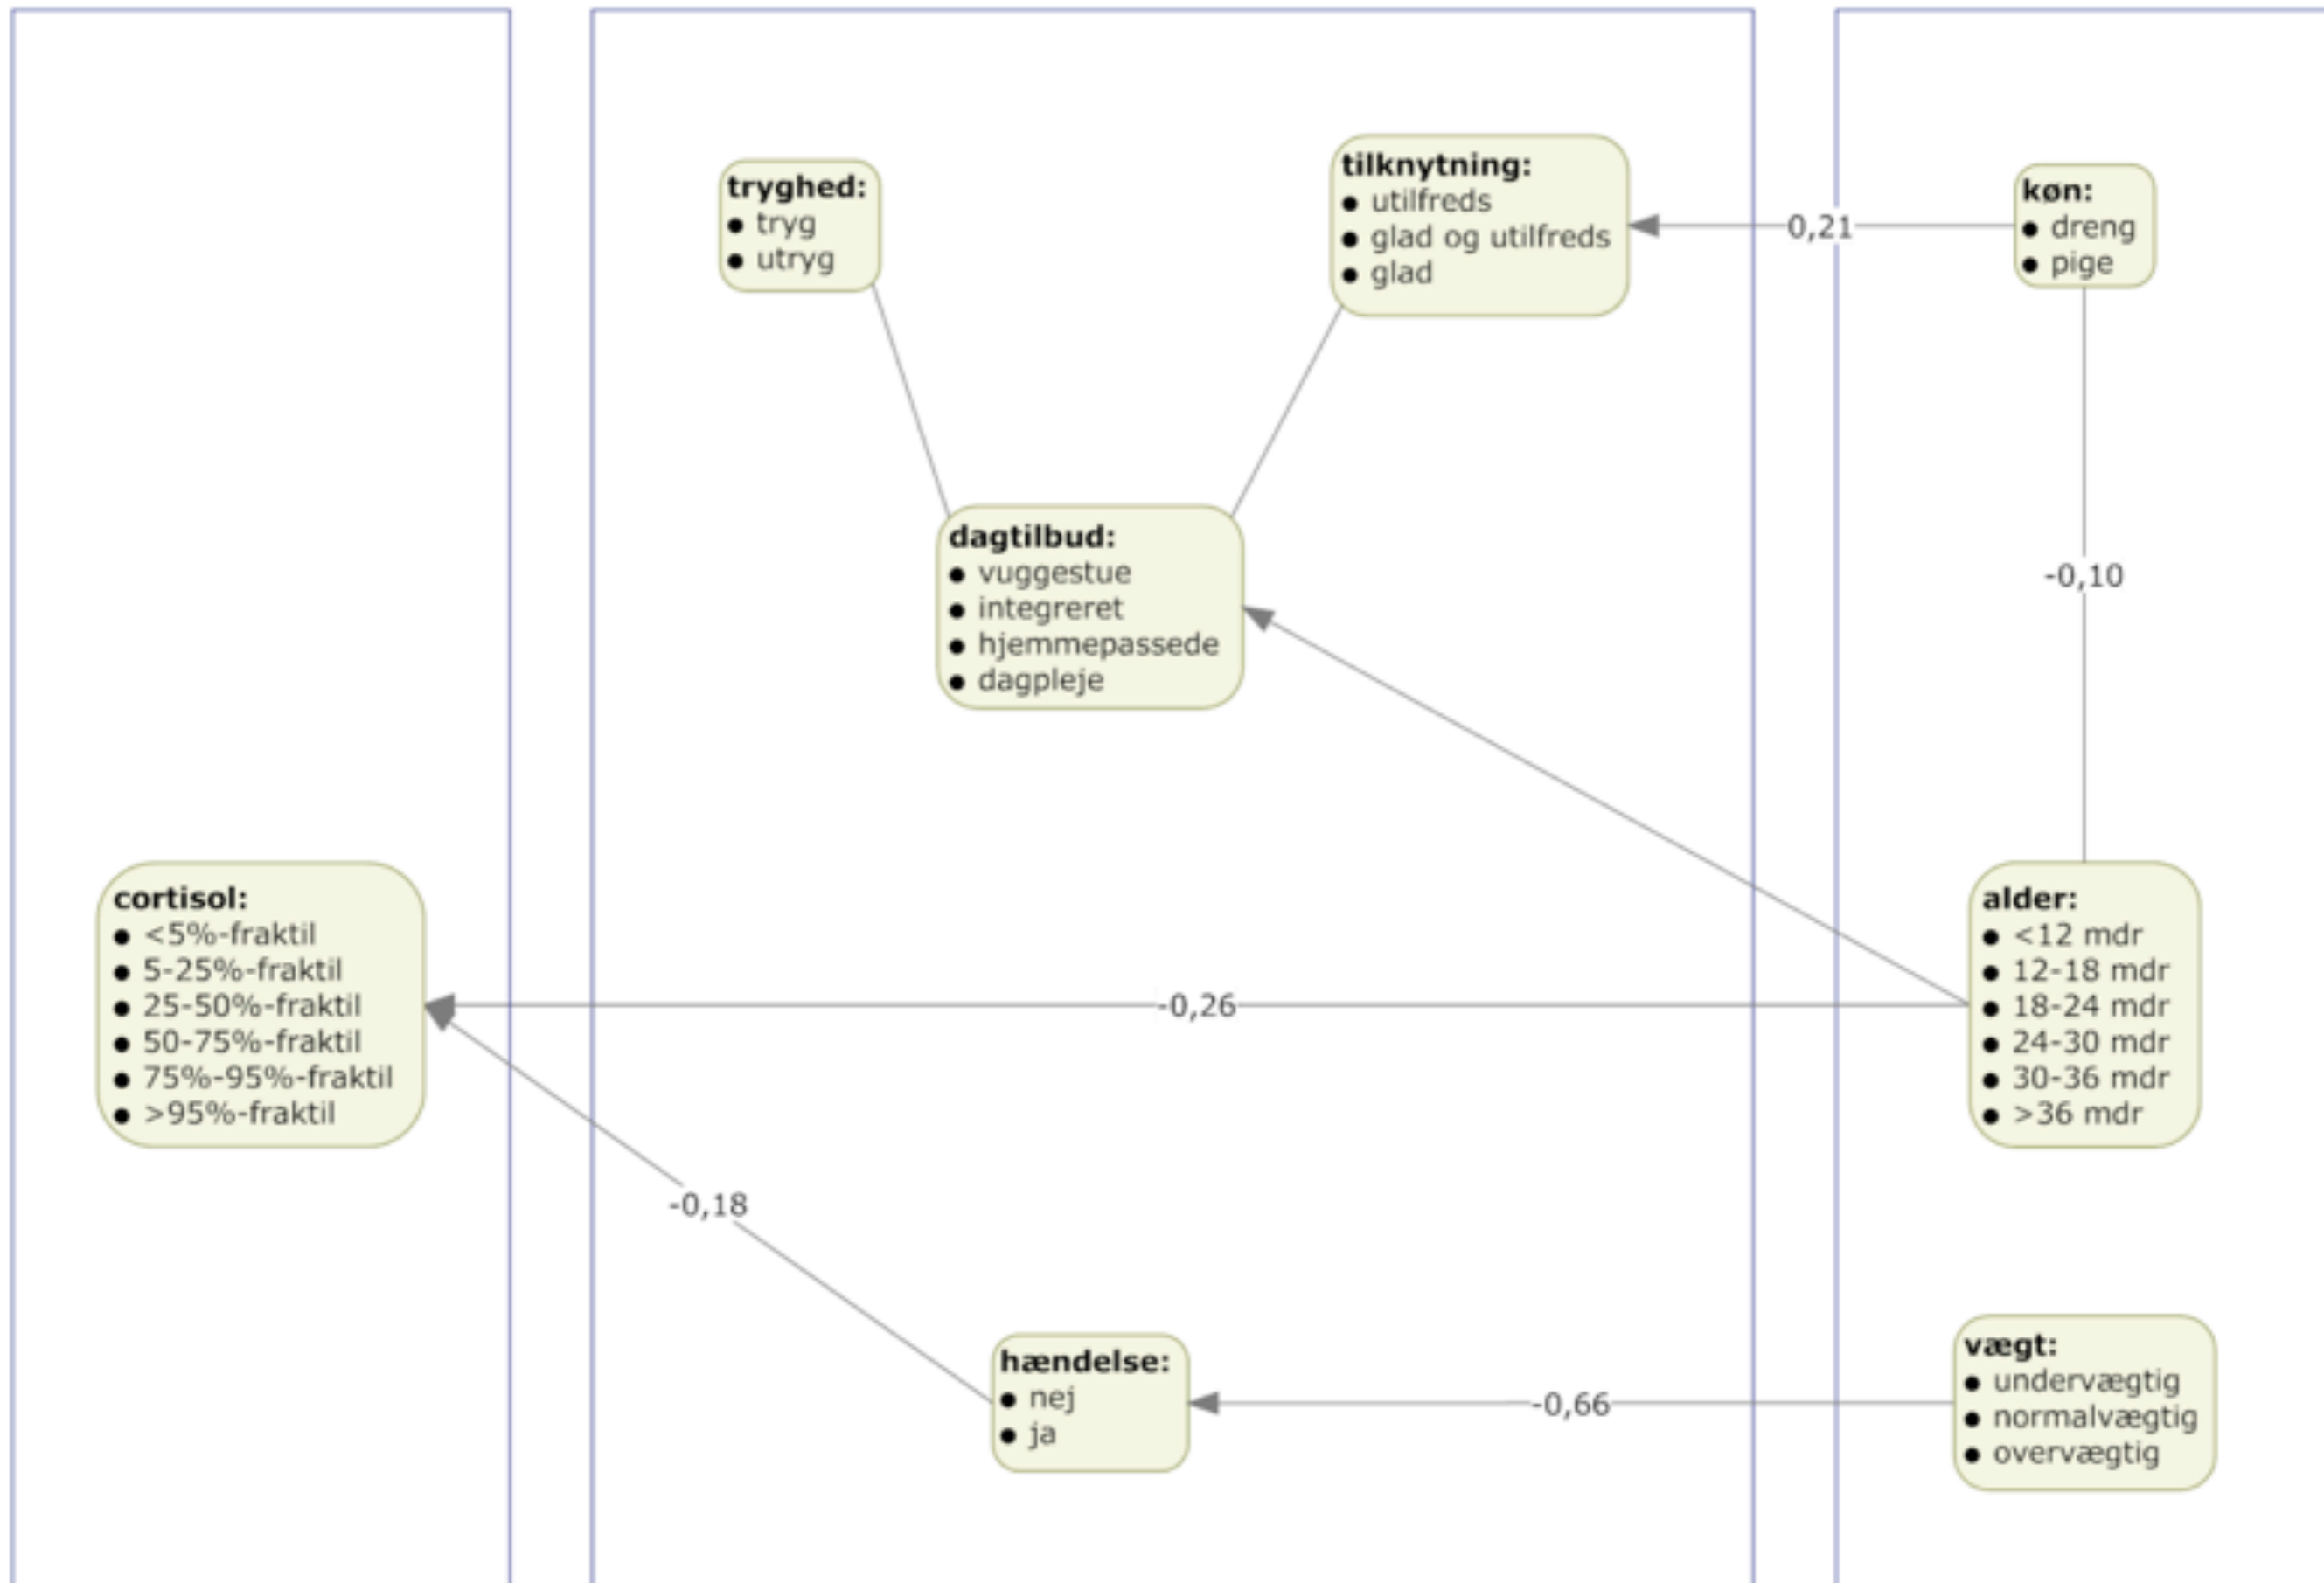 tryghed:
● tryg
● utryg
tilknytning:
● utilfreds
● glad og utilfreds
● glad
0,21
køn:
● dreng
● pige
dagtilbud:
● vuggestue
● integreret
● hjemmepassede
● dagpleje
-0,10
cortisol:
● <5%-fraktil
● 5-25%-fraktil
● 25-50%-fraktil
● 50-75%-fraktil
● 75%-95%-fraktil
● >95%-fraktil
-0,26
alder:
● <12 mdr
● 12-18 mdr
● 18-24 mdr
● 24-30 mdr
● 30-36 mdr
● >36 mdr
-0,18
hændelse:
● nej
● ja
-0,66
vægt:
● undervægtig
● normalvægtig
● overvægtig